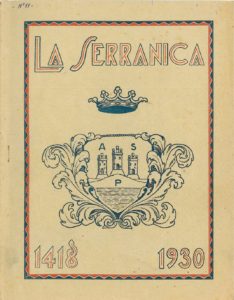 Nº 11-
LA SERRANICA
A S
P
1418 1930